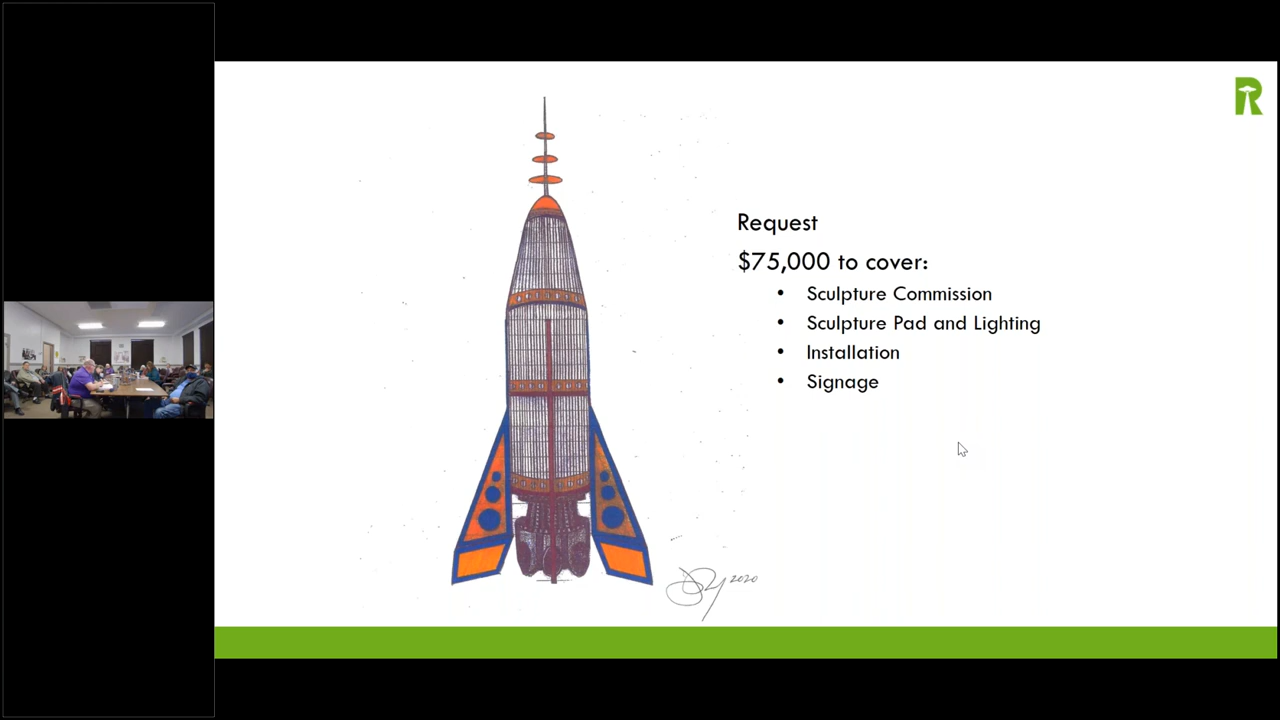 R
Request
$75,000 to cover:
• Sculpture Commission
• Sculpture Pad and Lighting
• Installation
• Signage
2020